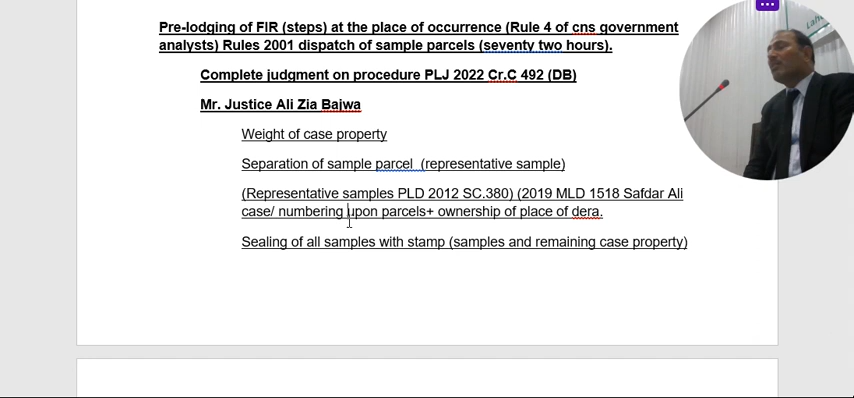 Pre-lodging of FIR (steps) at the place of occurrence (Rule 4 of cns government
analysts) Rules 2001 dispatch of sample parcels (seventy two hours).
Complete judgment on procedure PLJ 2022 Cr.C 492 (DB)
Mr. Justice Ali Zia Bajwa
Weight of case property
Separation of sample parcel  (representative sample)
(Representative samples PLD 2012 SC.380) (2019 MLD 1518 Safdar Ali
case/ numbering upon parcels+ ownership of place of dera.
Sealing of all samples with stamp (samples and remaining case property)